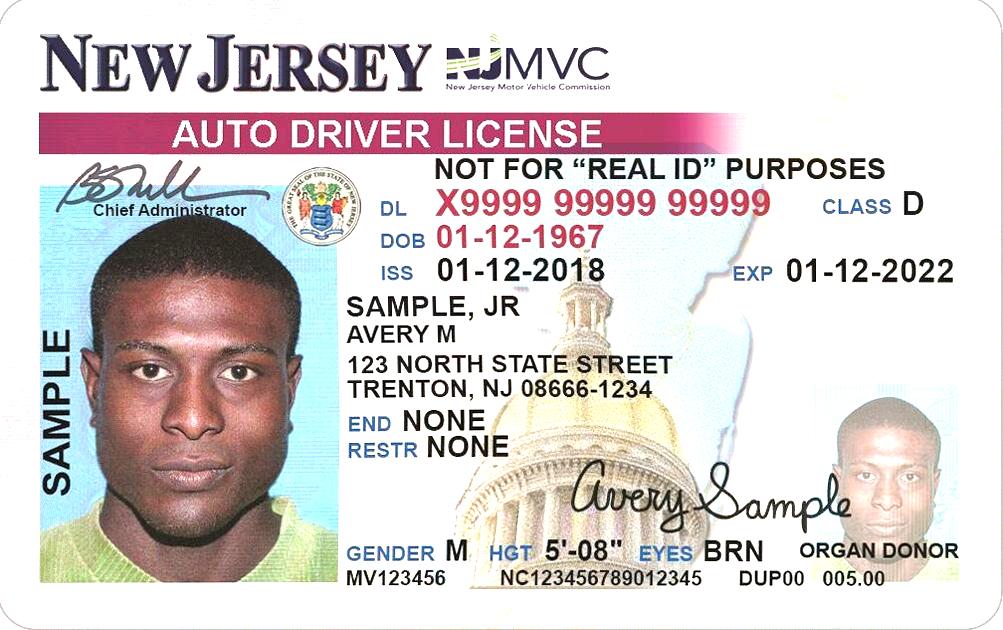 NEW JERSEY NJMVC
New Jersey Motor Vehicle Commission
AUTO DRIVER LICENSE
NOT FOR “REAL ID” PURPOSES
Chief Administrator
THE GREAT SEAL OF THE STATE OF NEW JERSEY
DL X9999 99999 99999 CLASS D
DOB 01-12-1967
ISS 01-12-2018 EXP 01-12-2022
SAMPLE, JR
AVERY M
123 NORTH STATE STREET
TRENTON, NJ 08666-1234
END NONE
RESTR NONE
SAMPLE
Avery Sample
GENDER M HGT 5'-08" EYES BRN ORGAN DONOR
MV123456 NC123456789012345 DUP00 005.00